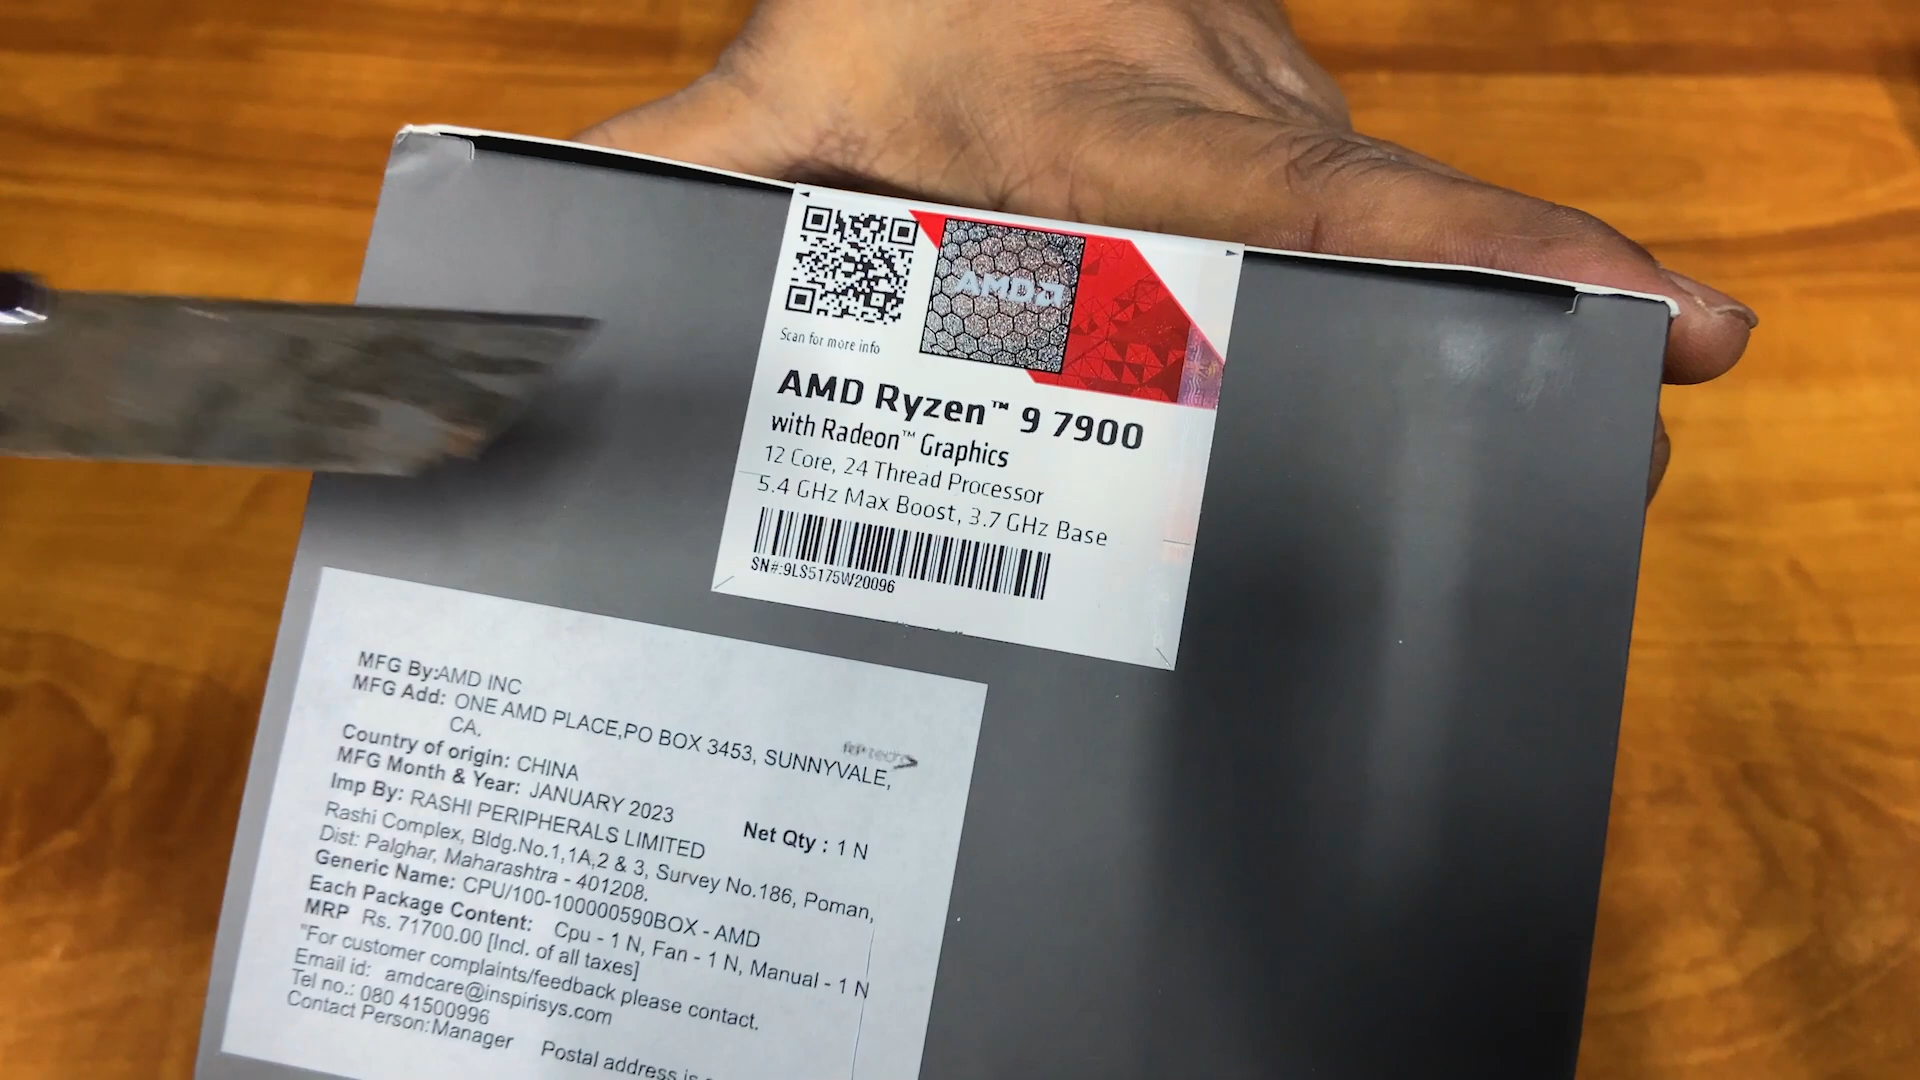 AMD
Scan for more info
AMD Ryzen™ 9 7900
with Radeon™ Graphics
12 Core, 24 Thread Processor
5.4 GHz Max Boost, 3.7 GHz Base
SN#:9LS5175W20096
MFG By:AMD INC
MFG Add: ONE AMD PLACE,PO BOX 3453, SUNNYVALE,
CA.
Country of origin: CHINA
MFG Month & Year: JANUARY 2023
Imp By: RASHI PERIPHERALS LIMITED Net Qty : 1 N
Rashi Complex, Bldg.No.1,1A,2 & 3, Survey No.186, Poman,
Dist: Palghar, Maharashtra - 401208.
Generic Name: CPU/100-100000590BOX - AMD
Each Package Content: Cpu - 1 N, Fan - 1 N, Manual - 1 N
MRP Rs. 71700.00 [Incl. of all taxes]
"For customer complaints/feedback please contact.
Email id: amdcare@inspirisys.com
Tel no.: 080 41500996
Contact Person:Manager Postal address is